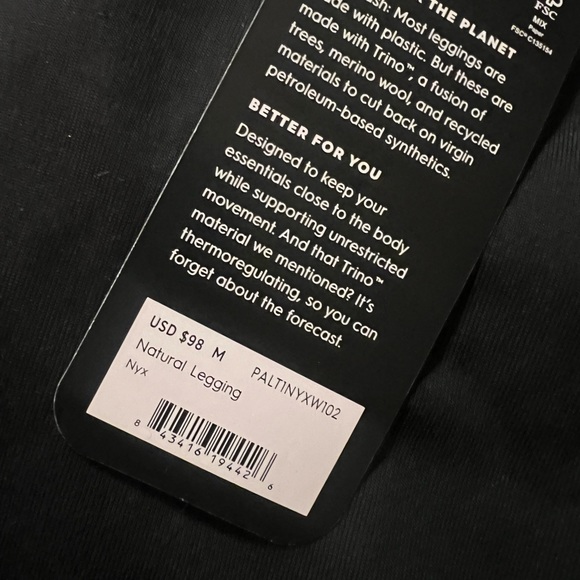 THE PLANET
Most leggings are
made with plastic. But these are
made with Trino™, a fusion of
trees, merino wool, and recycled
materials to cut back on virgin
petroleum-based synthetics.
BETTER FOR YOU
Designed to keep your
essentials close to the body
while supporting unrestricted
movement. And that Trino™
material we mentioned? It's
thermoregulating, so you can
forget about the forecast.
FSC
MIX
Paper
FSC® C135154
USD $98 M
Natural Legging
Nyx
PALT1NYXW102
8 43416 19442 6